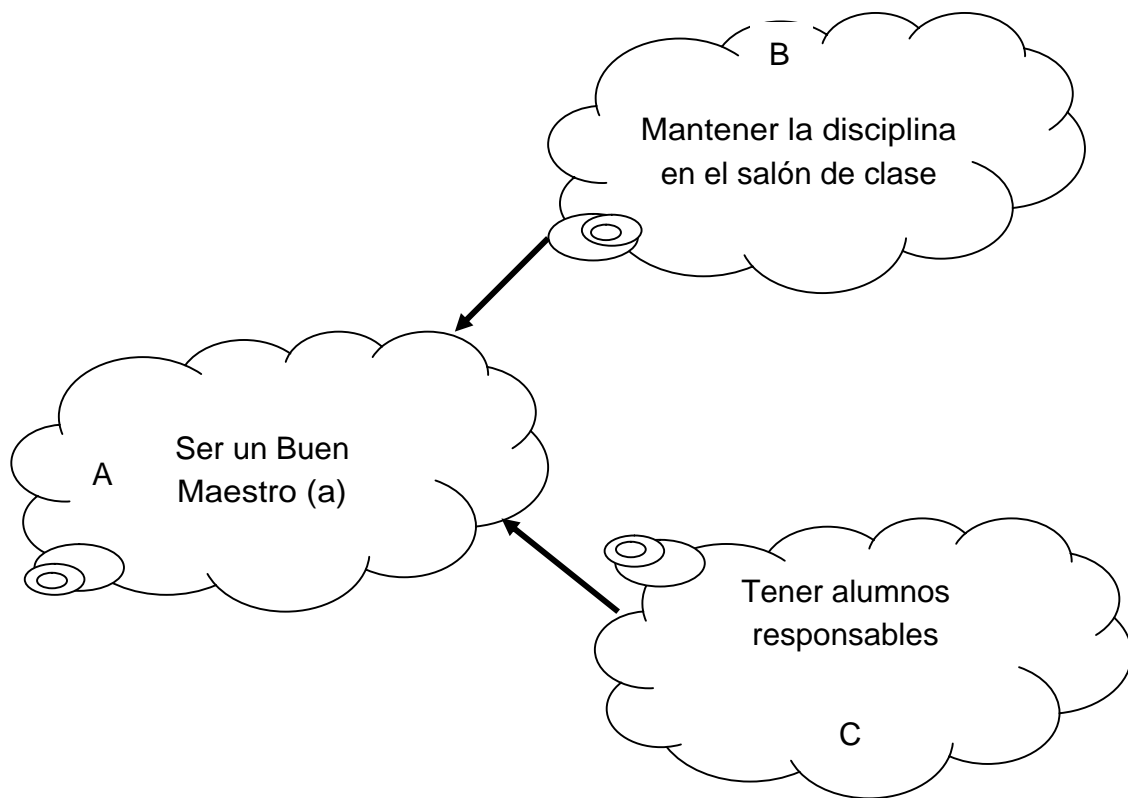 B
Mantener la disciplina
en el salón de clase
A
Ser un Buen
Maestro (a)
Tener alumnos
responsables
C